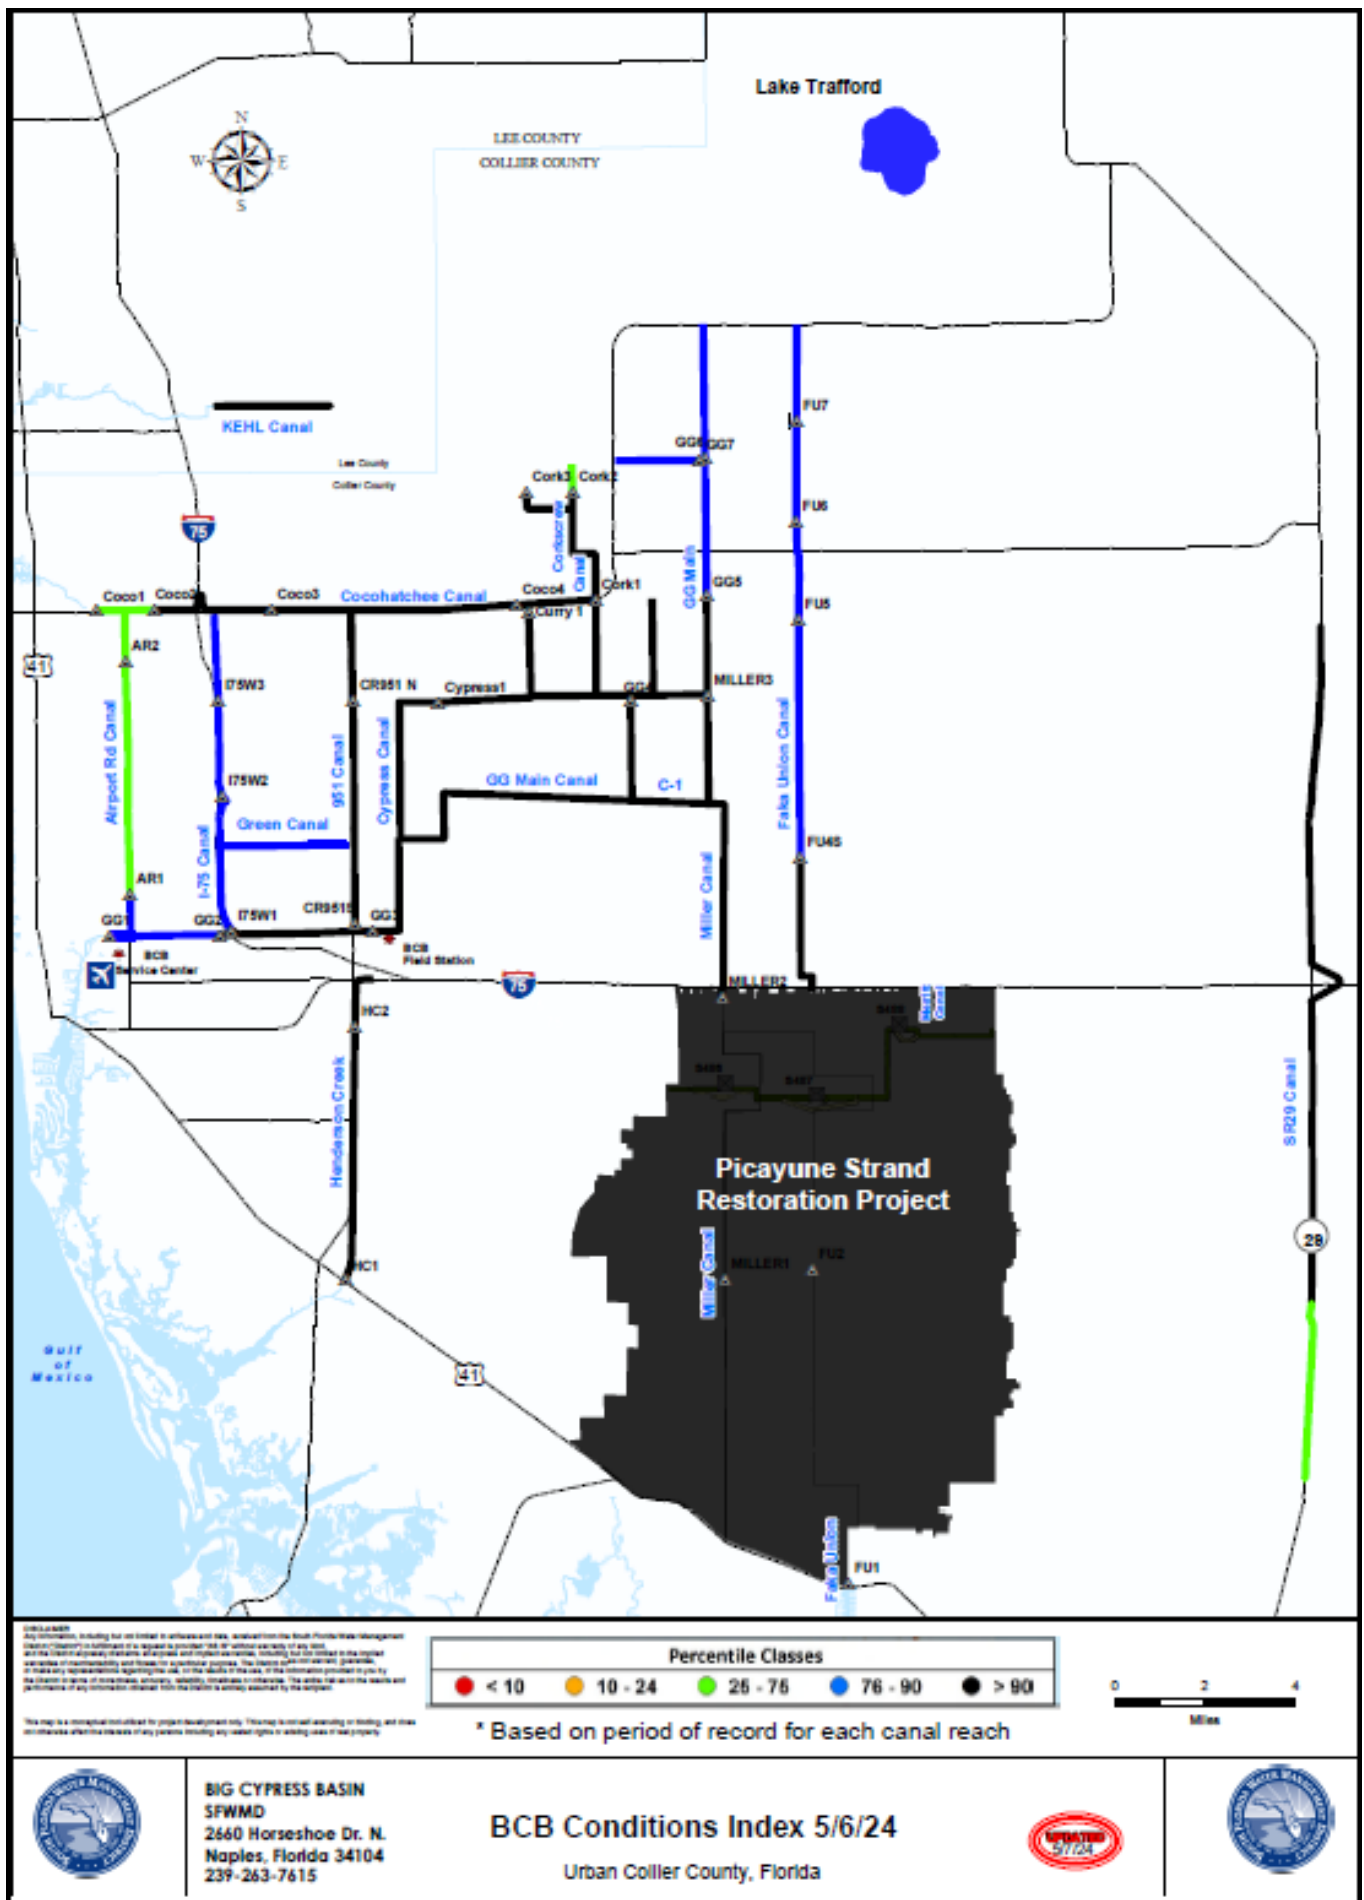 Lake Trafford
N
W
E
S
LEE COUNTY
COLLIER COUNTY
KEHL Canal
Lee County
Collier County
75
FU7
GG6
GG7
Cork3
Cork2
FU6
Corkscrew
Canal
GG Main
Coco1
Coco2
Coco3
Cocohatchee Canal
Coco4
Cork1
GG5
Curry 1
FU5
41
AR2
I75W3
CR951 N
Cypress1
GG4
MILLER3
Airport Rd Canal
951 Canal
Cypress Canal
Faka Union Canal
I75W2
GG Main Canal
C-1
Green Canal
I-75 Canal
FU4S
Miller Canal
AR1
GG1
GG2
I75W1
CR951S
GG3
BCB
Service Center
BCB
Field Station
75
MILLER2
HC2
S488
S486
S487
Henderson Creek
SR29 Canal
Picayune Strand
Restoration Project
29
Miller Canal
MILLER1
FU2
HC1
Gulf
of
Mexico
41
Faka Union
FU1
DISCLAIMER
Percentile Classes
< 10
10 - 24
25 - 75
76 - 90
> 90
* Based on period of record for each canal reach
0 2 4
Miles
BIG CYPRESS BASIN
SFWMD
2660 Horseshoe Dr. N.
Naples, Florida 34104
239-263-7615
BCB Conditions Index 5/6/24
Urban Collier County, Florida
UPDATED
5/7/24